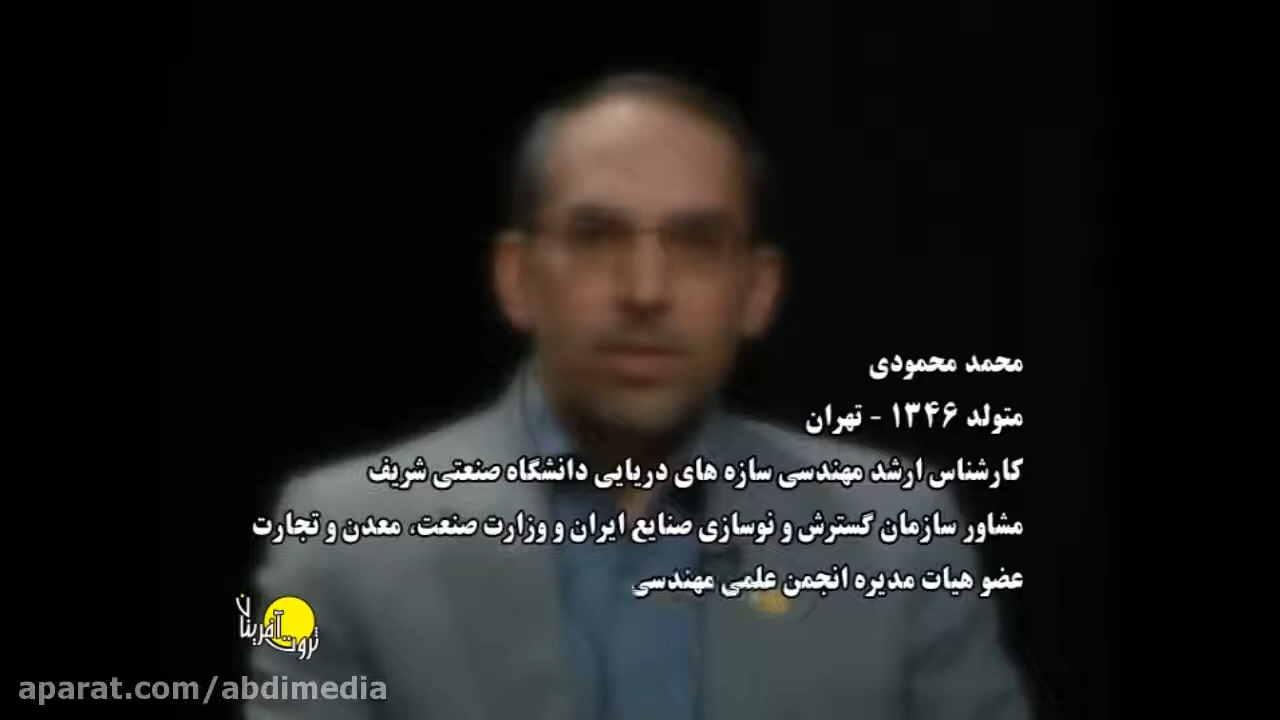 محمد محمودی
متولد ۱۳۴۶ - تهران
کارشناس ارشد مهندسی سازه های دریایی دانشگاه صنعتی شریف
مشاور سازمان گسترش و نوسازی صنایع ایران و وزارت صنعت، معدن و تجارت
عضو هیات مدیره انجمن علمی مهندسی
ثروت آفرینان
aparat.com/abdimedia